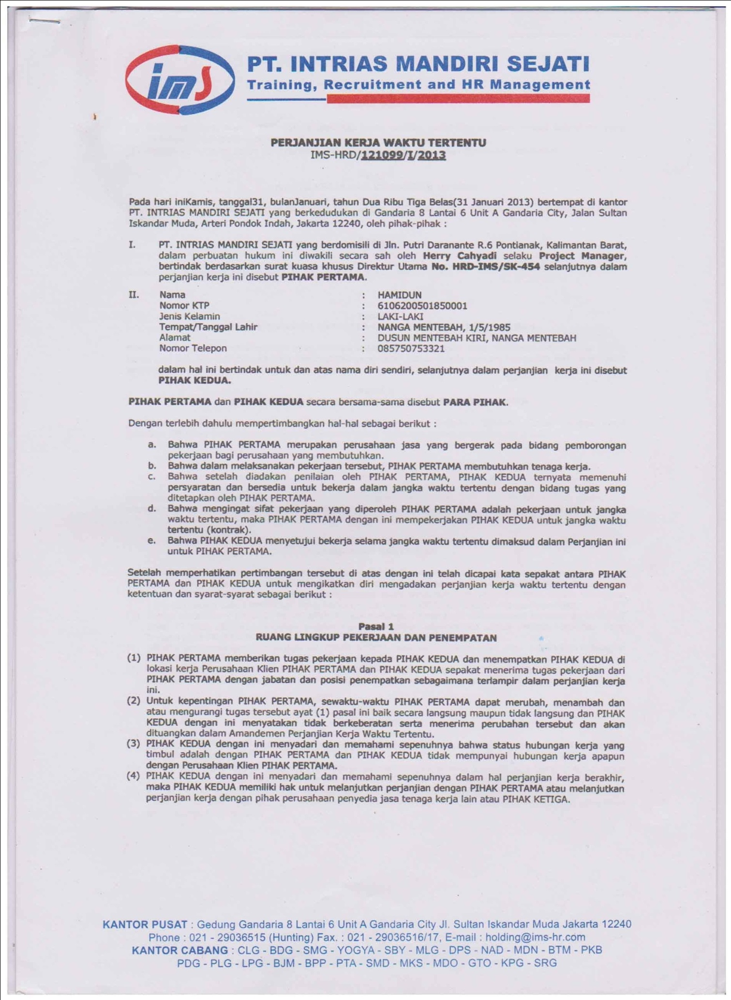 ims
PT. INTRIAS MANDIRI SEJATI
Training, Recruitment and HR Management
PERJANJIAN KERJA WAKTU TERTENTU
IMS-HRD/121099/I/2013
Pada hari iniKamis, tanggal31, bulanJanuari, tahun Dua Ribu Tiga Belas(31 Januari 2013) bertempat di kantor
PT. INTRIAS MANDIRI SEJATI yang berkedudukan di Gandaria 8 Lantai 6 Unit A Gandaria City, Jalan Sultan
Iskandar Muda, Arteri Pondok Indah, Jakarta 12240, oleh pihak-pihak :
I. PT. INTRIAS MANDIRI SEJATI yang berdomisili di Jln. Putri Daranante R.6 Pontianak, Kalimantan Barat,
dalam perbuatan hukum ini diwakili secara sah oleh Herry Cahyadi selaku Project Manager,
bertindak berdasarkan surat kuasa khusus Direktur Utama No. HRD-IMS/SK-454 selanjutnya dalam
perjanjian kerja ini disebut PIHAK PERTAMA.
II. Nama : HAMIDUN
Nomor KTP : 6106200501850001
Jenis Kelamin : LAKI-LAKI
Tempat/Tanggal Lahir : NANGA MENTEBAH, 1/5/1985
Alamat : DUSUN MENTEBAH KIRI, NANGA MENTEBAH
Nomor Telepon : 085750753321
dalam hal ini bertindak untuk dan atas nama diri sendiri, selanjutnya dalam perjanjian kerja ini disebut
PIHAK KEDUA.
PIHAK PERTAMA dan PIHAK KEDUA secara bersama-sama disebut PARA PIHAK.
Dengan terlebih dahulu mempertimbangkan hal-hal sebagai berikut :
a. Bahwa PIHAK PERTAMA merupakan perusahaan jasa yang bergerak pada bidang pemborongan
pekerjaan bagi perusahaan yang membutuhkan.
b. Bahwa dalam melaksanakan pekerjaan tersebut, PIHAK PERTAMA membutuhkan tenaga kerja.
c. Bahwa setelah diadakan penilaian oleh PIHAK PERTAMA, PIHAK KEDUA ternyata memenuhi
persyaratan dan bersedia untuk bekerja dalam jangka waktu tertentu dengan bidang tugas yang
ditetapkan oleh PIHAK PERTAMA.
d. Bahwa mengingat sifat pekerjaan yang diperoleh PIHAK PERTAMA adalah pekerjaan untuk jangka
waktu tertentu, maka PIHAK PERTAMA dengan ini mempekerjakan PIHAK KEDUA untuk jangka waktu
tertentu (kontrak).
e. Bahwa PIHAK KEDUA menyetujui bekerja selama jangka waktu tertentu dimaksud dalam Perjanjian ini
untuk PIHAK PERTAMA.
Setelah memperhatikan pertimbangan tersebut di atas dengan ini telah dicapai kata sepakat antara PIHAK
PERTAMA dan PIHAK KEDUA untuk mengikatkan diri mengadakan perjanjian kerja waktu tertentu dengan
ketentuan dan syarat-syarat sebagai berikut :
Pasal 1
RUANG LINGKUP PEKERJAAN DAN PENEMPATAN
(1) PIHAK PERTAMA memberikan tugas pekerjaan kepada PIHAK KEDUA dan menempatkan PIHAK KEDUA di
lokasi kerja Perusahaan Klien PIHAK PERTAMA dan PIHAK KEDUA sepakat menerima tugas pekerjaan dari
PIHAK PERTAMA dengan jabatan dan posisi penempatkan sebagaimana terlampir dalam perjanjian kerja
ini.
(2) Untuk kepentingan PIHAK PERTAMA, sewaktu-waktu PIHAK PERTAMA dapat merubah, menambah dan
atau mengurangi tugas tersebut ayat (1) pasal ini baik secara langsung maupun tidak langsung dan PIHAK
KEDUA dengan ini menyatakan tidak berkeberatan serta menerima perubahan tersebut dan akan
dituangkan dalam Amandemen Perjanjian Kerja Waktu Tertentu.
(3) PIHAK KEDUA dengan ini menyadari dan memahami sepenuhnya bahwa status hubungan kerja yang
timbul adalah dengan PIHAK PERTAMA dan PIHAK KEDUA tidak mempunyai hubungan kerja apapun
dengan Perusahaan Klien PIHAK PERTAMA.
(4) PIHAK KEDUA dengan ini menyadari dan memahami sepenuhnya dalam hal perjanjian kerja berakhir,
maka PIHAK KEDUA memiliki hak untuk melanjutkan perjanjian dengan PIHAK PERTAMA atau melanjutkan
perjanjian kerja dengan pihak perusahaan penyedia jasa tenaga kerja lain atau PIHAK KETIGA.
KANTOR PUSAT : Gedung Gandaria 8 Lantai 6 Unit A Gandaria City Jl. Sultan Iskandar Muda Jakarta 12240
Phone : 021 - 29036515 (Hunting) Fax. : 021 - 29036516/17, E-mail : holding@ims-hr.com
KANTOR CABANG : CLG - BDG - SMG - YOGYA - SBY - MLG - DPS - NAD - MDN - BTM - PKB
PDG - PLG - LPG - BJM - BPP - PTA - SMD - MKS - MDO - GTO - KPG - SRG